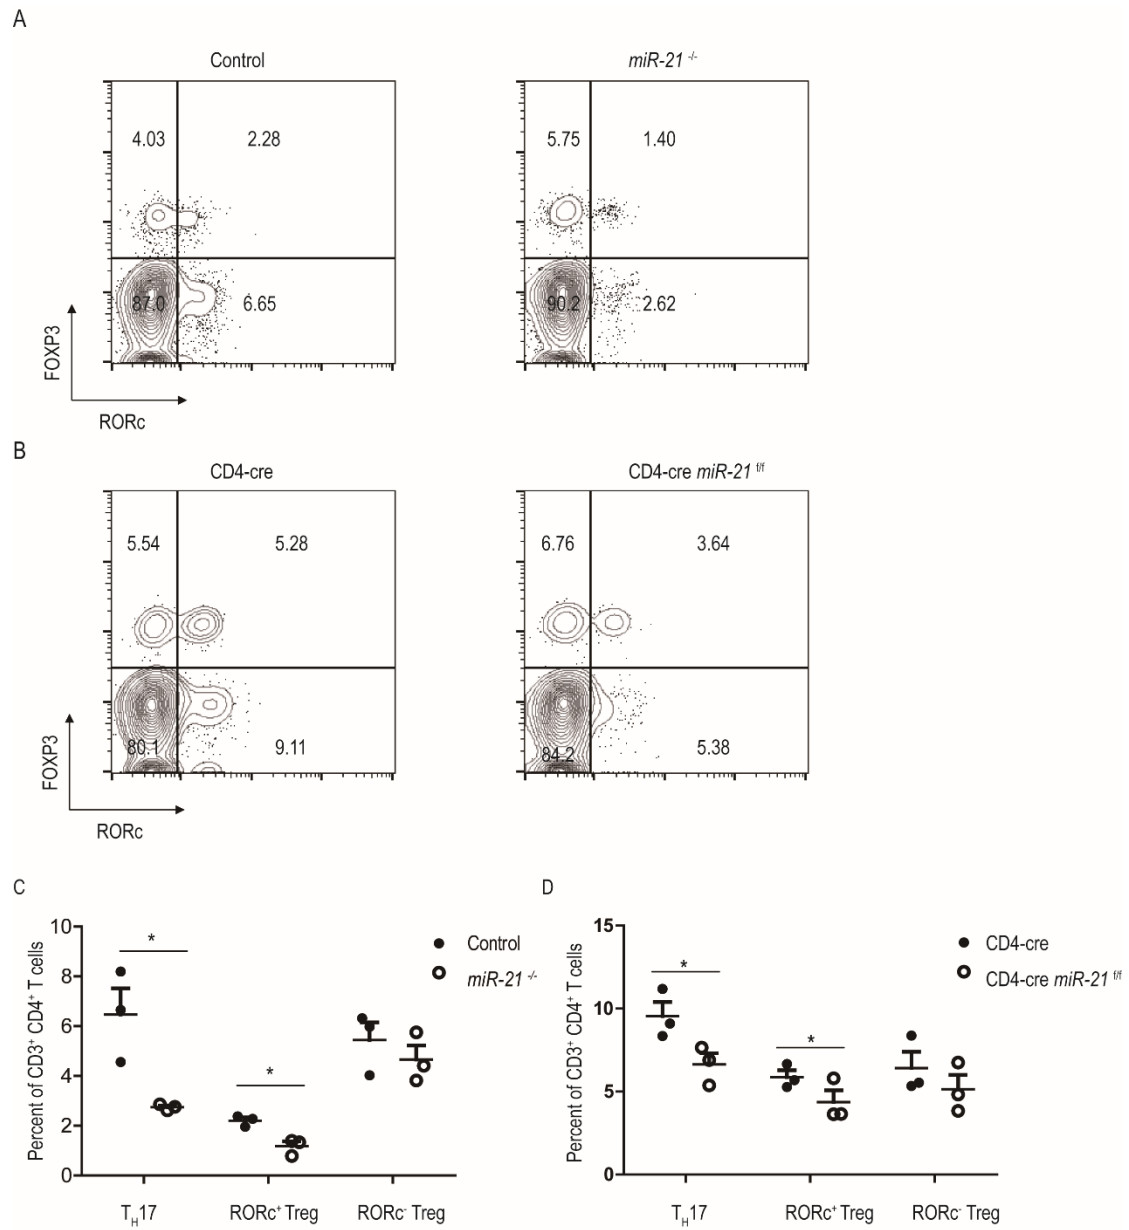 A
Control
miR-21 -/-
4.03
2.28
5.75
1.40
87.0
6.65
90.2
2.62
FOXP3
RORc
B
CD4-cre
CD4-cre miR-21 f/f
5.54
5.28
6.76
3.64
80.1
9.11
84.2
5.38
FOXP3
RORc
C
Percent of CD3+ CD4+ T cells
10
8
6
4
2
0
*
*
Control
miR-21 -/-
TH17
RORc+ Treg
RORc- Treg
D
Percent of CD3+ CD4+ T cells
15
10
5
0
*
*
CD4-cre
CD4-cre miR-21 f/f
TH17
RORc+ Treg
RORc- Treg